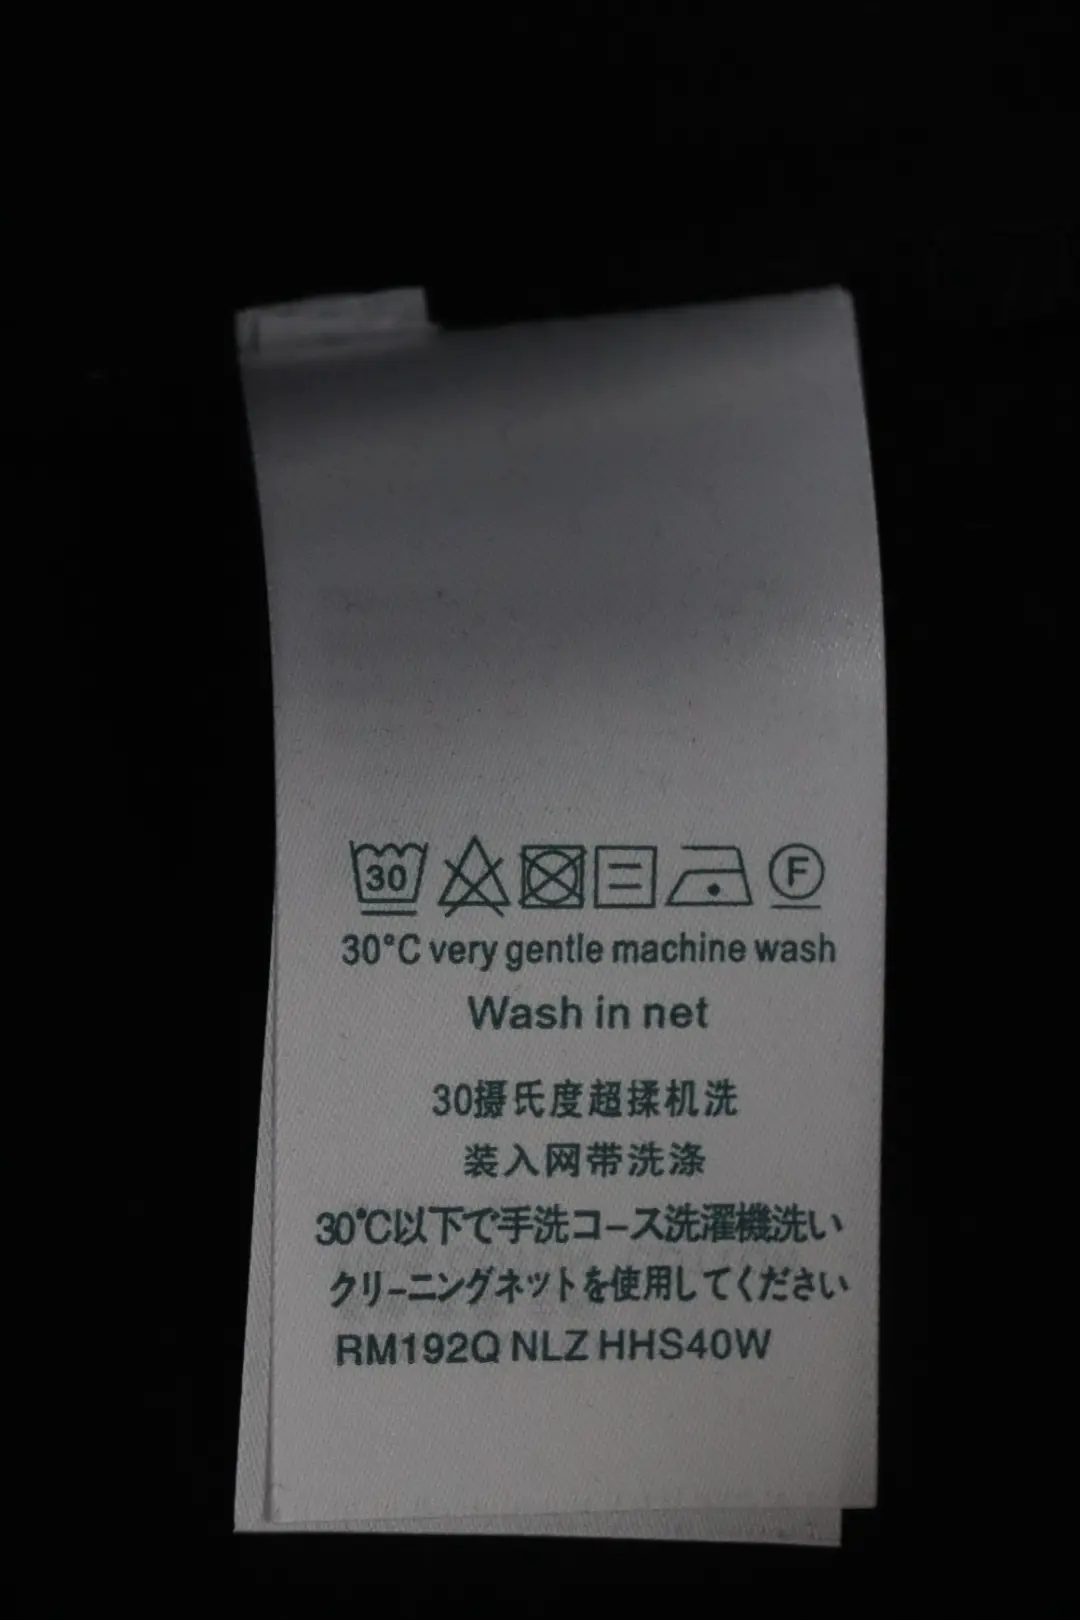 30
F
30°C very gentle machine wash
Wash in net
30摄氏度超揉机洗
装入网带洗涤
30℃以下で手洗コース洗濯機洗い
クリーニングネットを使用してください
RM192Q NLZ HHS40W